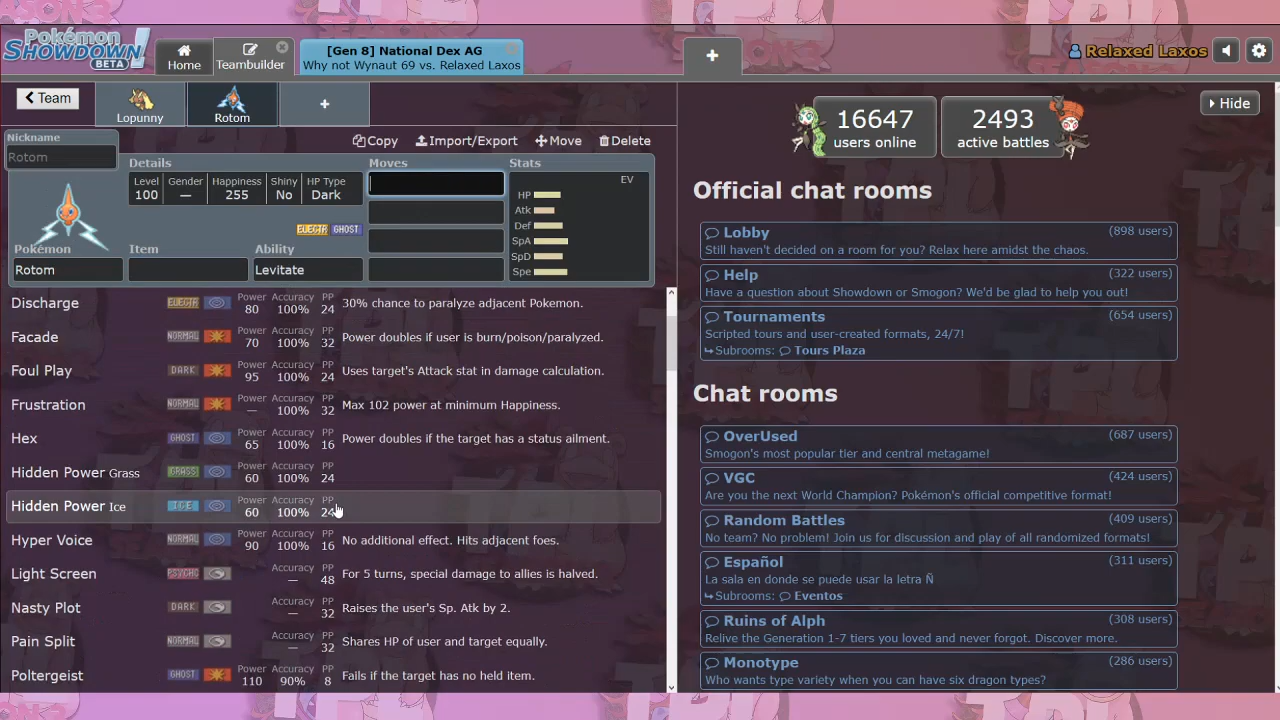 Pokémon
SHOWDOWN!
BETA
Home
Teambuilder
[Gen 8] National Dex AG
Why not Wynaut 69 vs. Relaxed Laxos
+
Relaxed Laxos
Team
Lopunny
Rotom
+
Hide
Nickname
Rotom
Copy
Import/Export
Move
Delete
Details
Moves
Stats
Level
100
Gender
—
Happiness
255
Shiny
No
HP Type
Dark
EV
HP
Atk
Def
SpA
SpD
Spe
ELECTR GHOST
Pokémon
Rotom
Item
Ability
Levitate
Discharge ELECTR Power 80 Accuracy 100% PP 24 30% chance to paralyze adjacent Pokemon.
Facade NORMAL Power 70 Accuracy 100% PP 32 Power doubles if user is burn/poison/paralyzed.
Foul Play DARK Power 95 Accuracy 100% PP 24 Uses target's Attack stat in damage calculation.
Frustration NORMAL Power — Accuracy 100% PP 32 Max 102 power at minimum Happiness.
Hex GHOST Power 65 Accuracy 100% PP 16 Power doubles if the target has a status ailment.
Hidden Power Grass GRASS Power 60 Accuracy 100% PP 24
Hidden Power Ice ICE Power 60 Accuracy 100% PP 24
Hyper Voice NORMAL Power 90 Accuracy 100% PP 16 No additional effect. Hits adjacent foes.
Light Screen PSYCHC Accuracy — PP 48 For 5 turns, special damage to allies is halved.
Nasty Plot DARK Accuracy — PP 32 Raises the user's Sp. Atk by 2.
Pain Split NORMAL Accuracy — PP 32 Shares HP of user and target equally.
Poltergeist GHOST Power 110 Accuracy 90% PP 8 Fails if the target has no held item.
16647
users online
2493
active battles
Official chat rooms
Lobby (898 users)
Still haven't decided on a room for you? Relax here amidst the chaos.
Help (322 users)
Have a question about Showdown or Smogon? We'd be glad to help you out!
Tournaments (654 users)
Scripted tours and user-created formats, 24/7!
Subrooms: Tours Plaza
Chat rooms
OverUsed (687 users)
Smogon's most popular tier and central metagame!
VGC (424 users)
Are you the next World Champion? Pokémon's official competitive format!
Random Battles (409 users)
No team? No problem! Join us for discussion and play of all randomized formats!
Español (311 users)
La sala en donde se puede usar la letra Ñ
Subrooms: Eventos
Ruins of Alph (308 users)
Relive the Generation 1-7 tiers you loved and never forgot. Discover more.
Monotype (286 users)
Who wants type variety when you can have six dragon types?